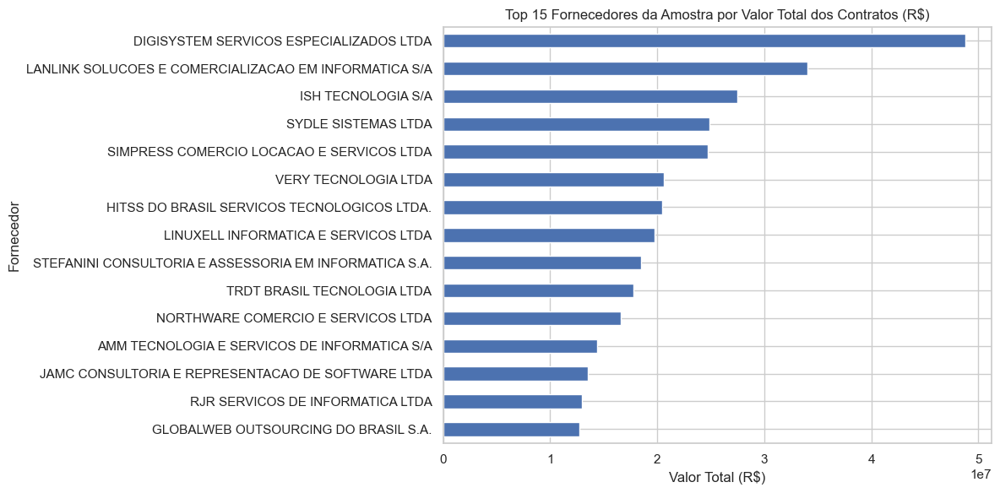 Top 15 Fornecedores da Amostra por Valor Total dos Contratos (R$)
Fornecedor
DIGISYSTEM SERVICOS ESPECIALIZADOS LTDA
LANLINK SOLUCOES E COMERCIALIZACAO EM INFORMATICA S/A
ISH TECNOLOGIA S/A
SYDLE SISTEMAS LTDA
SIMPRESS COMERCIO LOCACAO E SERVICOS LTDA
VERY TECNOLOGIA LTDA
HITSS DO BRASIL SERVICOS TECNOLOGICOS LTDA.
LINUXELL INFORMATICA E SERVICOS LTDA
STEFANINI CONSULTORIA E ASSESSORIA EM INFORMATICA S.A.
TRDT BRASIL TECNOLOGIA LTDA
NORTHWARE COMERCIO E SERVICOS LTDA
AMM TECNOLOGIA E SERVICOS DE INFORMATICA S/A
JAMC CONSULTORIA E REPRESENTACAO DE SOFTWARE LTDA
RJR SERVICOS DE INFORMATICA LTDA
GLOBALWEB OUTSOURCING DO BRASIL S.A.
0 1 2 3 4 5
1e7
Valor Total (R$)